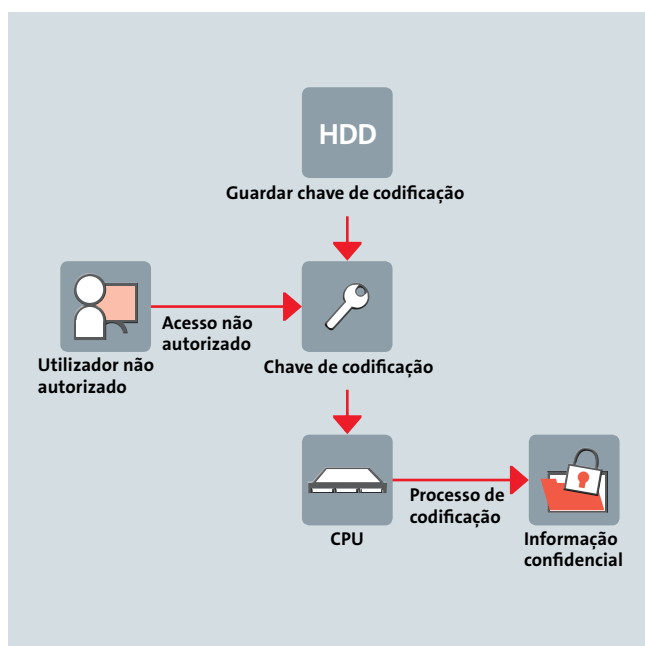 HDD
Guardar chave de codificação
Acesso não
autorizado
Utilizador não
autorizado
Chave de codificação
Processo de
codificação
CPU
Informação
confidencial